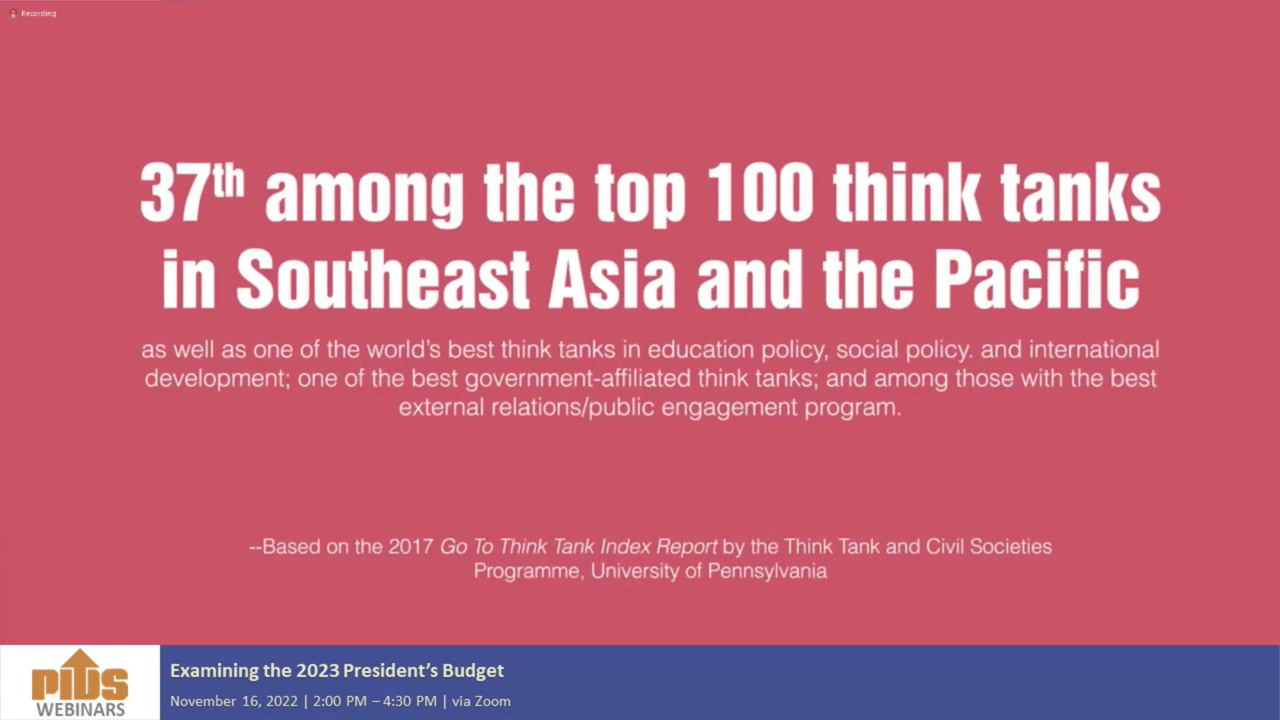 Recording
37th among the top 100 think tanks
in Southeast Asia and the Pacific
as well as one of the world's best think tanks in education policy, social policy. and international
development; one of the best government-affiliated think tanks; and among those with the best
external relations/public engagement program.
--Based on the 2017 Go To Think Tank Index Report by the Think Tank and Civil Societies
Programme, University of Pennsylvania
PIDS
WEBINARS
Examining the 2023 President's Budget
November 16, 2022 | 2:00 PM – 4:30 PM | via Zoom